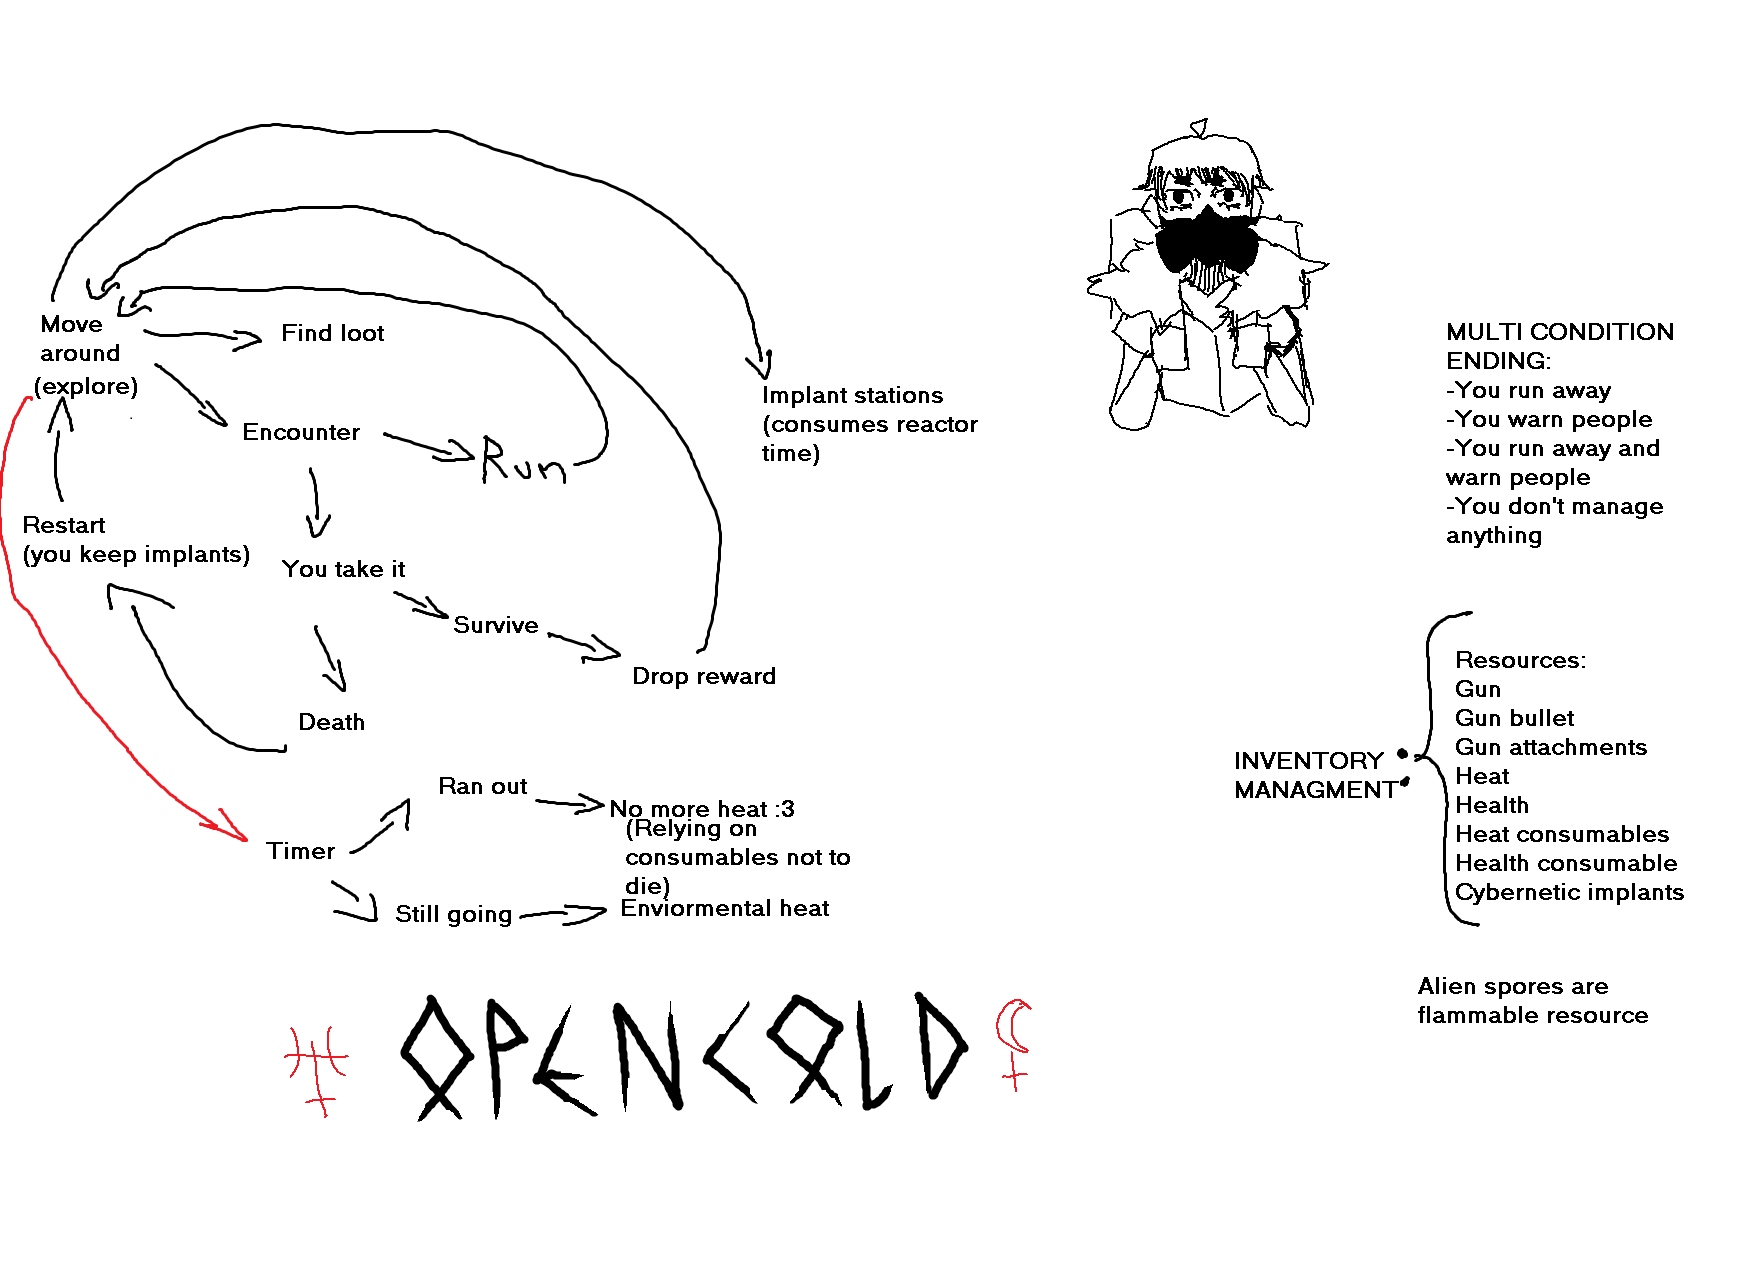 Move
around
(explore)
Find loot
Encounter
Run
Implant stations
(consumes reactor
time)
Restart
(you keep implants)
You take it
Survive
Drop reward
Death
Ran out
No more heat :3
(Relying on
consumables not to
die)
Timer
Still going
Enviormental heat
OPENCOLD
MULTI CONDITION
ENDING:
-You run away
-You warn people
-You run away and
warn people
-You don't manage
anything
INVENTORY
MANAGMENT
Resources:
Gun
Gun bullet
Gun attachments
Heat
Health
Heat consumables
Health consumable
Cybernetic implants
Alien spores are
flammable resource